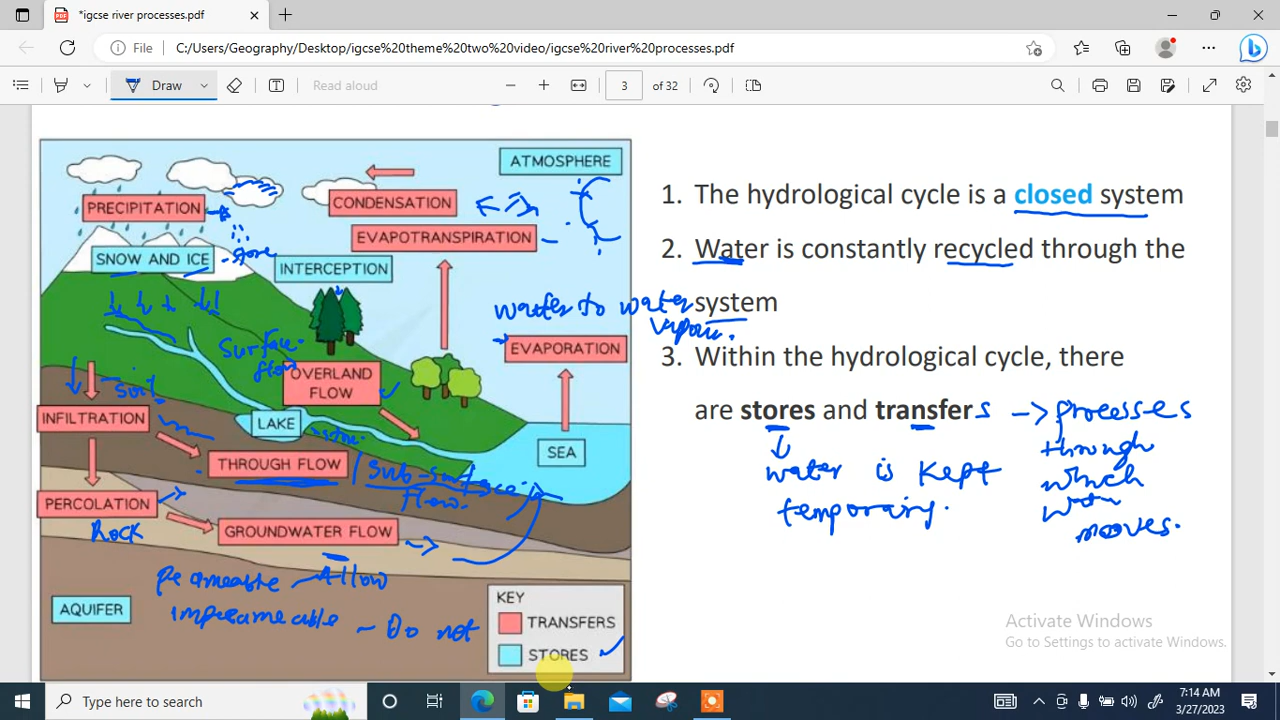 *igcse river processes.pdf
File
C:/Users/Geography/Desktop/igcse%20theme%20two%20video/igcse%20river%20processes.pdf
Draw
Read aloud
3 of 32
ATMOSPHERE
PRECIPITATION
CONDENSATION
EVAPOTRANSPIRATION
SNOW AND ICE
store
INTERCEPTION
water to water
vapour.
EVAPORATION
Surface
flow
OVERLAND
FLOW
soil
INFILTRATION
LAKE
store.
SEA
THROUGH FLOW
sub-surface
flow.
PERCOLATION
Rock
GROUNDWATER FLOW
Permeable - Allow
impermeable - Do not
AQUIFER
KEY
TRANSFERS
STORES
1. The hydrological cycle is a closed system
2. Water is constantly recycled through the
system
3. Within the hydrological cycle, there
are stores and transfers -> processes
through
which
water
mooves.
water is kept
temporariry.
Activate Windows
Go to Settings to activate Windows.
Type here to search
7:14 AM
3/27/2023